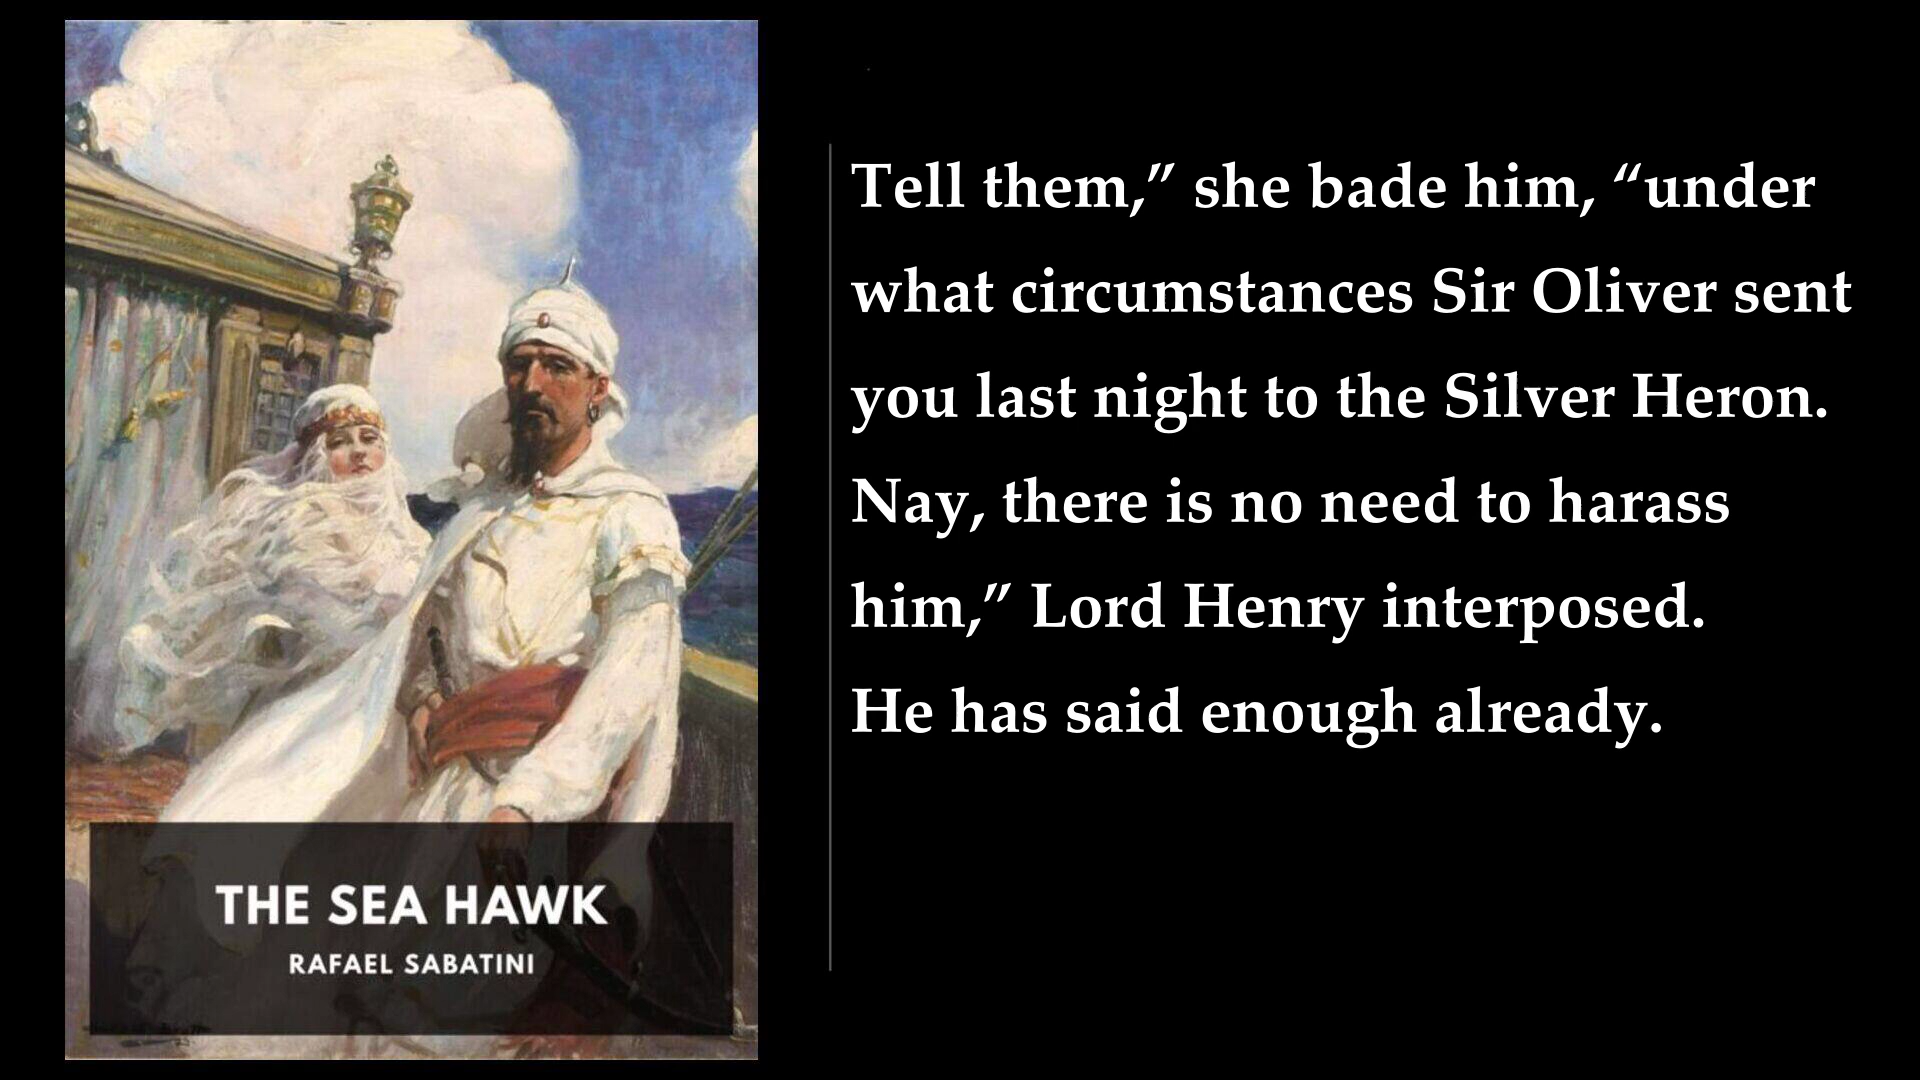 Tell them,” she bade him, “under
what circumstances Sir Oliver sent
you last night to the Silver Heron.
Nay, there is no need to harass
him,” Lord Henry interposed.
He has said enough already.
THE SEA HAWK
RAFAEL SABATINI